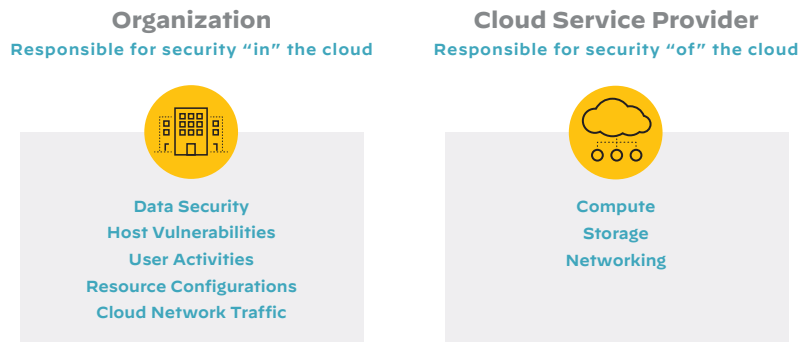 Organization
Responsible for security “in” the cloud
Data Security
Host Vulnerabilities
User Activities
Resource Configurations
Cloud Network Traffic
Cloud Service Provider
Responsible for security “of” the cloud
Compute
Storage
Networking